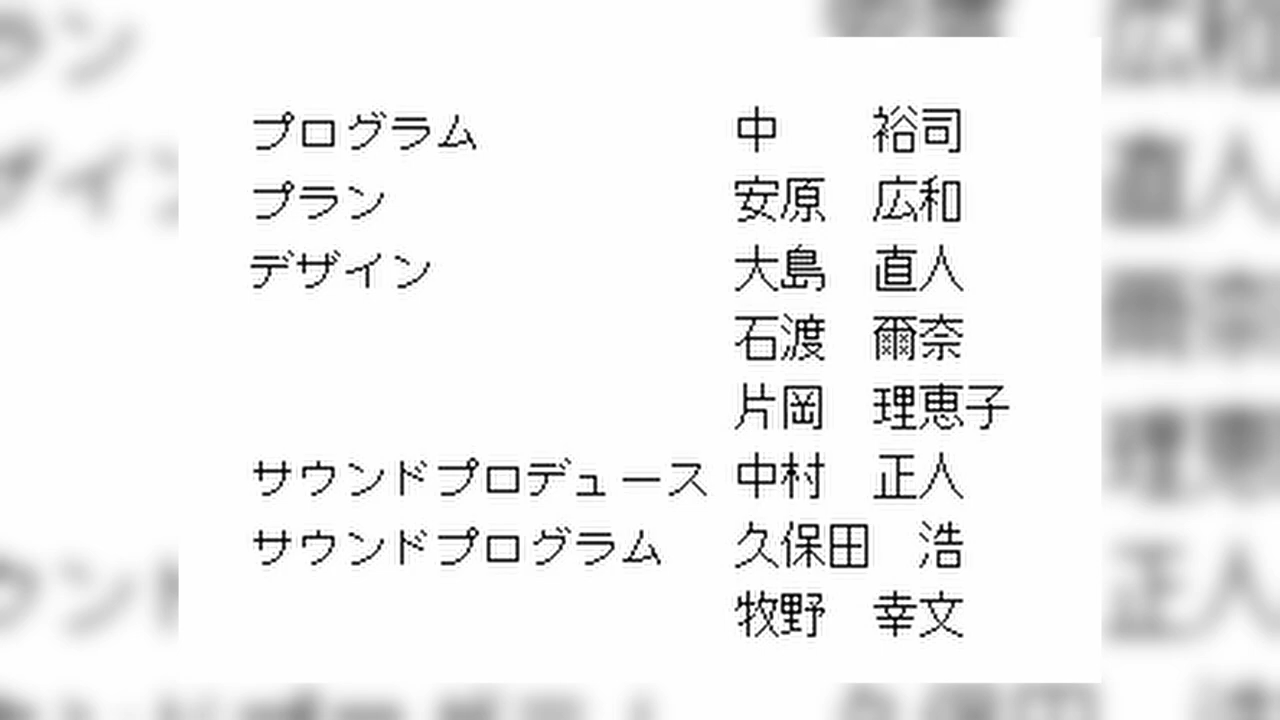 プログラム 中 裕司
プラン 安原 広和
デザイン 大島 直人
石渡 爾奈
片岡 理恵子
サウンドプロデュース 中村 正人
サウンドプログラム 久保田 浩
牧野 幸文